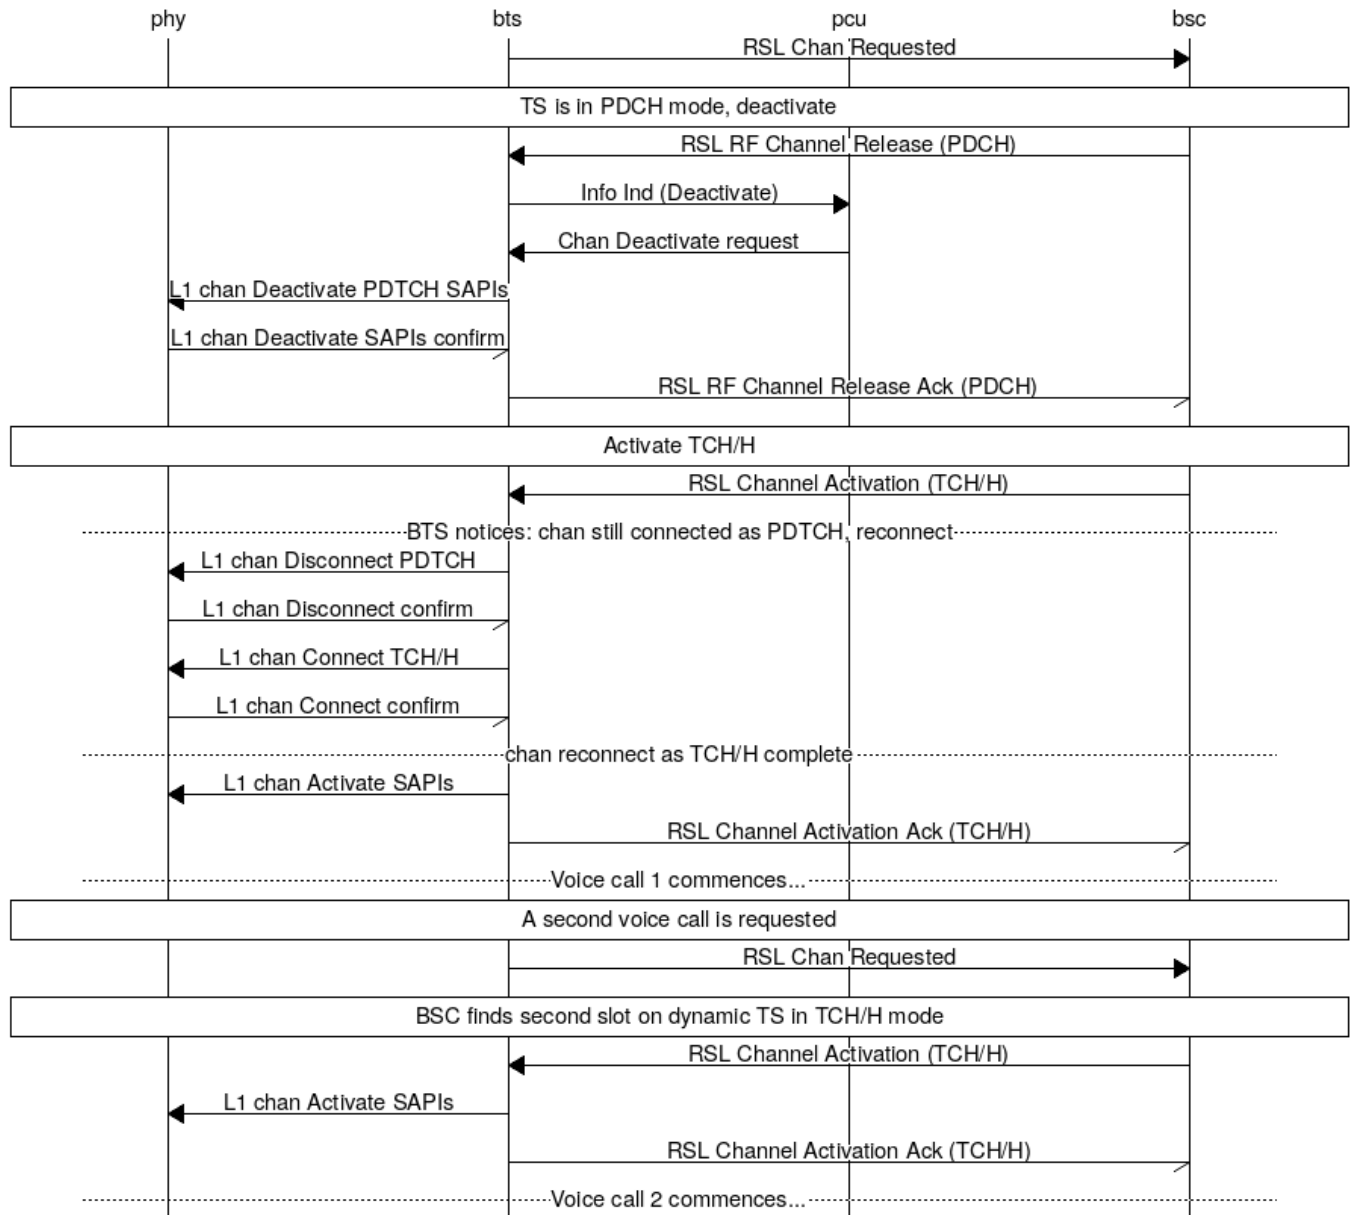 phy bts pcu bsc
RSL Chan Requested
TS is in PDCH mode, deactivate
RSL RF Channel Release (PDCH)
Info Ind (Deactivate)
Chan Deactivate request
L1 chan Deactivate PDTCH SAPIs
L1 chan Deactivate SAPIs confirm
RSL RF Channel Release Ack (PDCH)
Activate TCH/H
RSL Channel Activation (TCH/H)
BTS notices: chan still connected as PDTCH, reconnect
L1 chan Disconnect PDTCH
L1 chan Disconnect confirm
L1 chan Connect TCH/H
L1 chan Connect confirm
chan reconnect as TCH/H complete
L1 chan Activate SAPIs
RSL Channel Activation Ack (TCH/H)
Voice call 1 commences...
A second voice call is requested
RSL Chan Requested
BSC finds second slot on dynamic TS in TCH/H mode
RSL Channel Activation (TCH/H)
L1 chan Activate SAPIs
RSL Channel Activation Ack (TCH/H)
Voice call 2 commences...